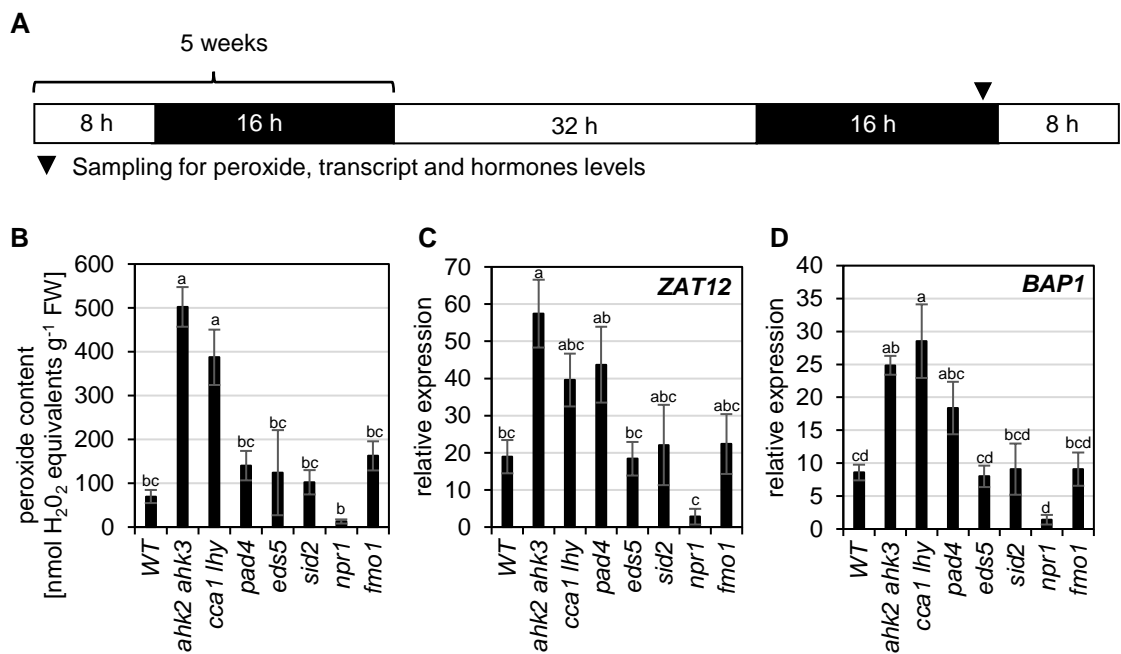 A
5 weeks
8 h 16 h 32 h 16 h 8 h
▼ Sampling for peroxide, transcript and hormones levels
B
peroxide content
[nmol H₂0₂ equivalents g⁻¹ FW]
600
500
400
300
200
100
0
bc a a bc bc bc b bc
WT ahk2 ahk3 cca1 lhy pad4 eds5 sid2 npr1 fmo1
C
ZAT12
relative expression
70
60
50
40
30
20
10
0
bc a abc ab bc abc c abc
WT ahk2 ahk3 cca1 lhy pad4 eds5 sid2 npr1 fmo1
D
BAP1
relative expression
40
35
30
25
20
15
10
5
0
cd ab a abc cd bcd d bcd
WT ahk2 ahk3 cca1 lhy pad4 eds5 sid2 npr1 fmo1